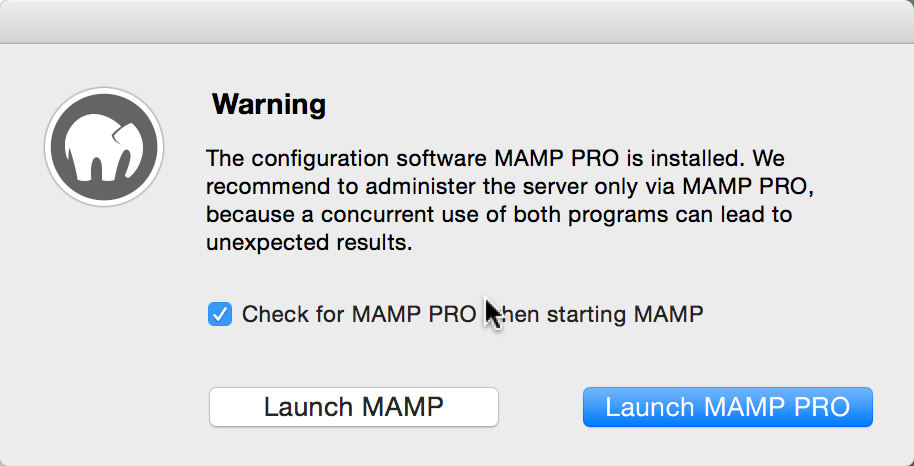 Warning
The configuration software MAMP PRO is installed. We
recommend to administer the server only via MAMP PRO,
because a concurrent use of both programs can lead to
unexpected results.
Check for MAMP PRO when starting MAMP
Launch MAMP
Launch MAMP PRO